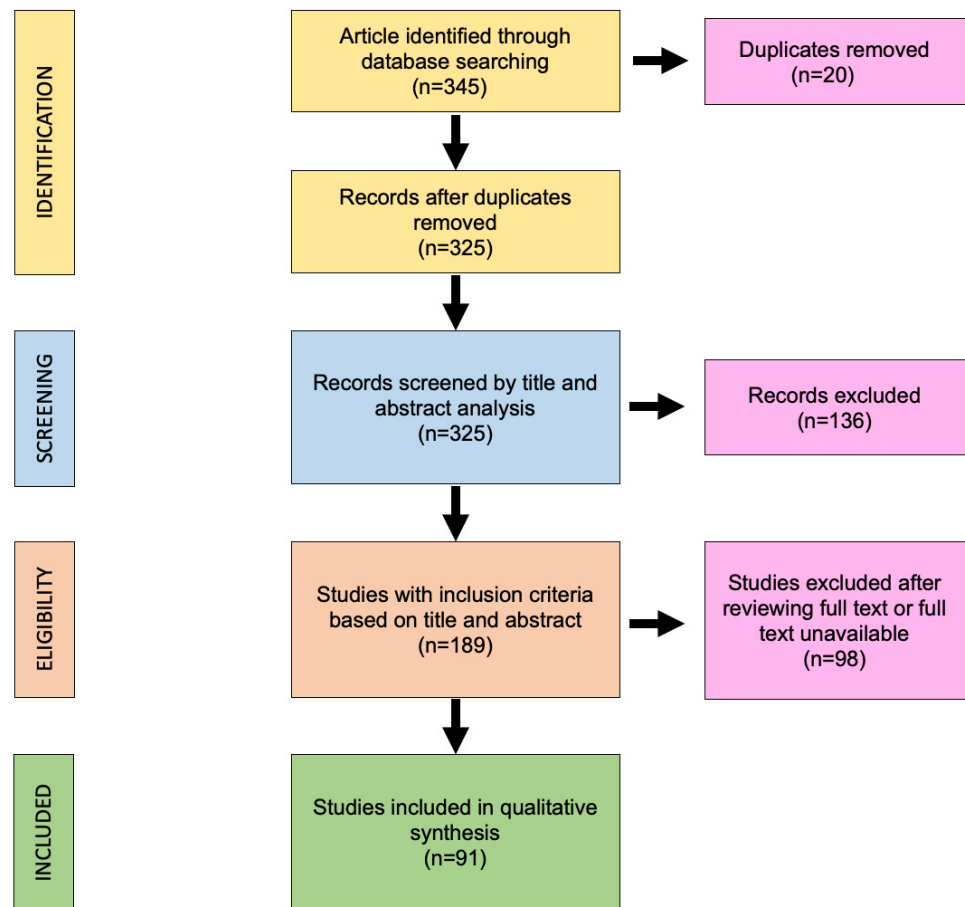 IDENTIFICATION
Article identified through
database searching
(n=345)
Duplicates removed
(n=20)
Records after duplicates
removed
(n=325)
SCREENING
Records screened by title and
abstract analysis
(n=325)
Records excluded
(n=136)
ELIGIBILITY
Studies with inclusion criteria
based on title and abstract
(n=189)
Studies excluded after
reviewing full text or full
text unavailable
(n=98)
INCLUDED
Studies included in qualitative
synthesis
(n=91)